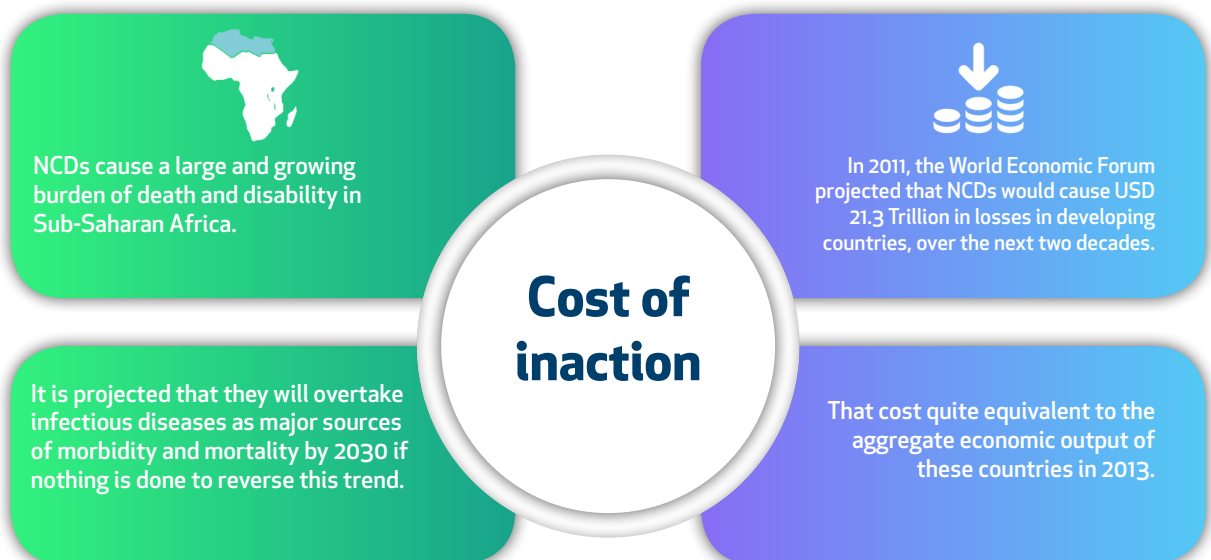 NCDs cause a large and growing
burden of death and disability in
Sub-Saharan Africa.
In 2011, the World Economic Forum
projected that NCDs would cause USD
21.3 Trillion in losses in developing
countries, over the next two decades.
Cost of
inaction
It is projected that they will overtake
infectious diseases as major sources
of morbidity and mortality by 2030 if
nothing is done to reverse this trend.
That cost quite equivalent to the
aggregate economic output of
these countries in 2013.